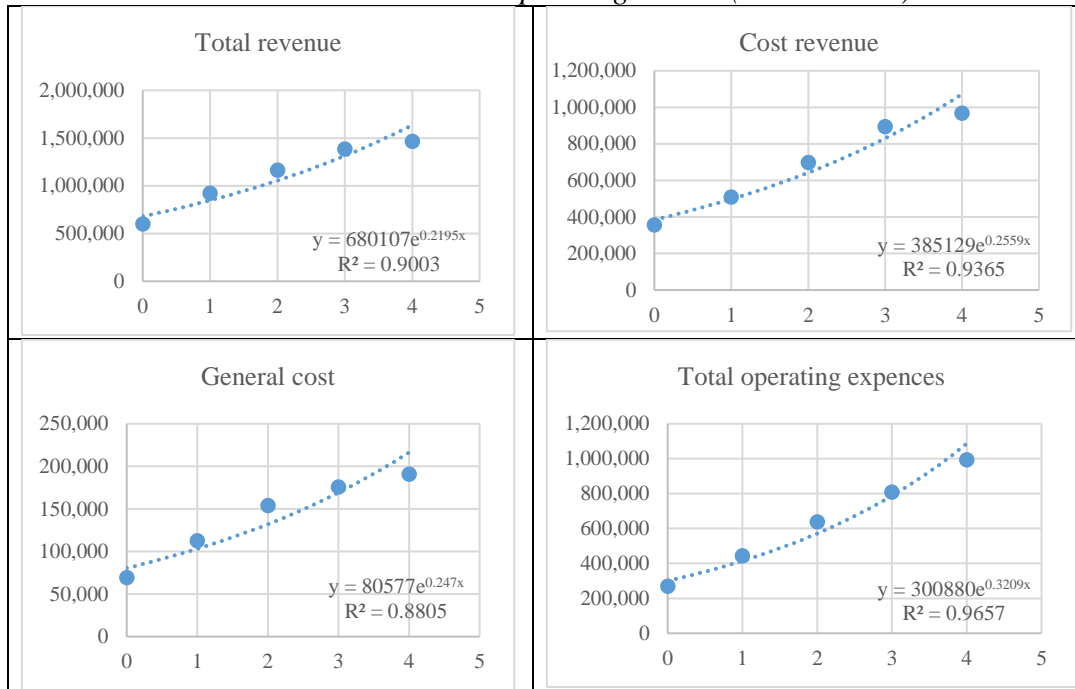 Total revenue
2,000,000
1,500,000
1,000,000
500,000
0
y = 680107e^0.2195x
R² = 0.9003
0 1 2 3 4 5
Cost revenue
1,200,000
1,000,000
800,000
600,000
400,000
200,000
0
y = 385129e^0.2559x
R² = 0.9365
0 1 2 3 4 5
General cost
250,000
200,000
150,000
100,000
50,000
0
y = 80577e^0.247x
R² = 0.8805
0 1 2 3 4 5
Total operating expences
1,200,000
1,000,000
800,000
600,000
400,000
200,000
0
y = 300880e^0.3209x
R² = 0.9657
0 1 2 3 4 5